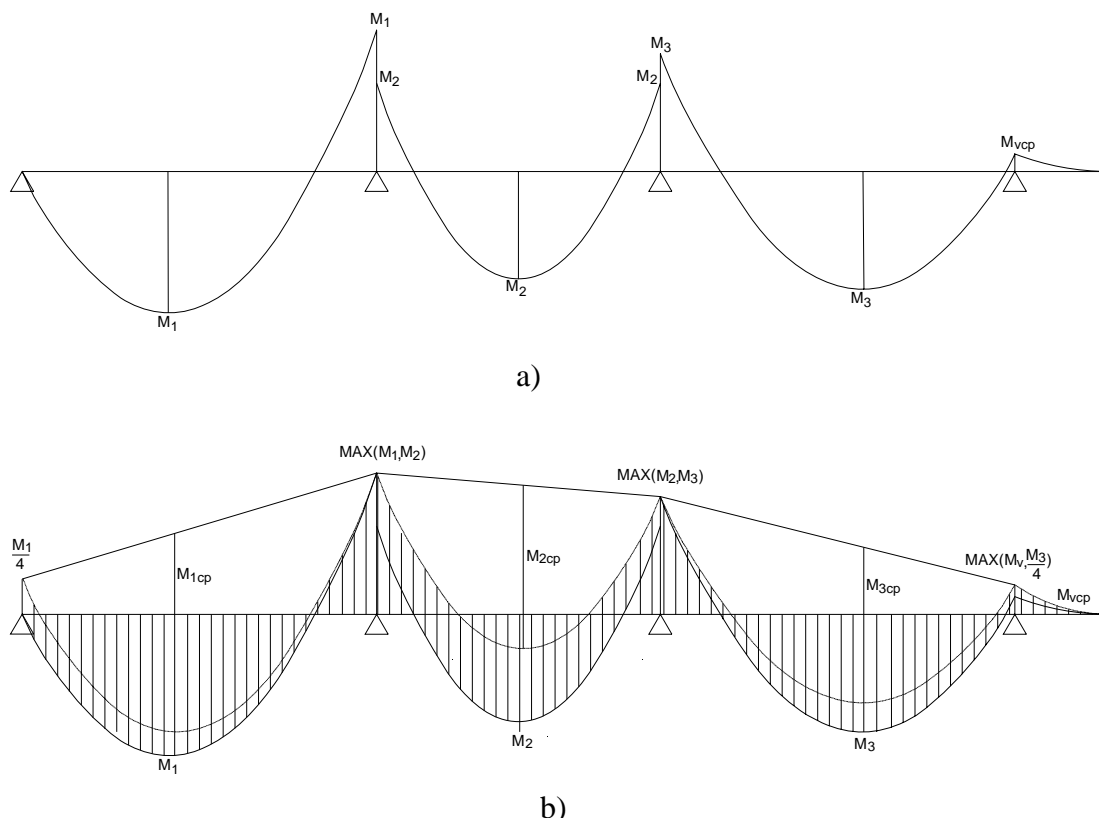 M1
M3
M2
M2
Mvcp
M2
M3
M1
a)
MAX(M1,M2)
MAX(M2,M3)
M1
4
MAX(Mv,M3
4)
M1cp
M2cp
M3cp
Mvcp
M2
M3
M1
b)